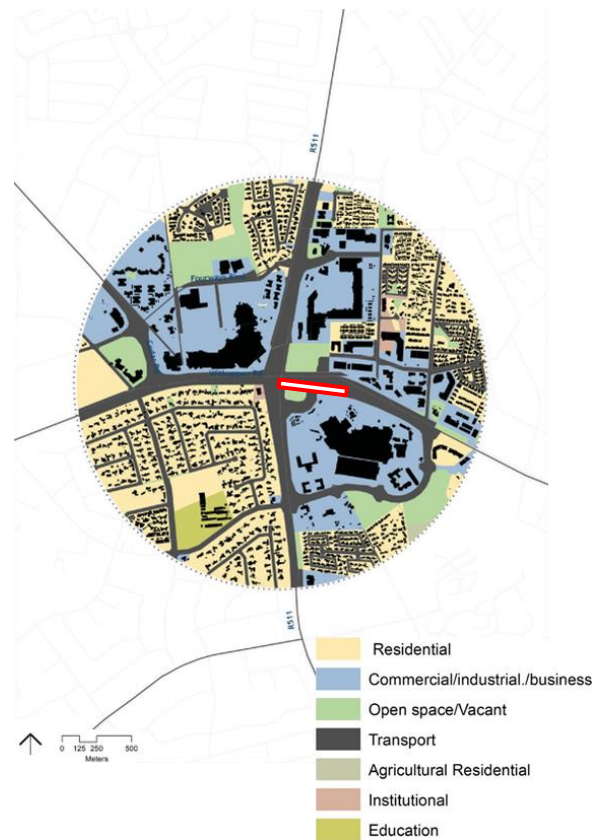 R511
R511
Residential
Commercial/industrial./business
Open space/Vacant
Transport
Agricultural Residential
Institutional
Education
0 125 250 500
Meters